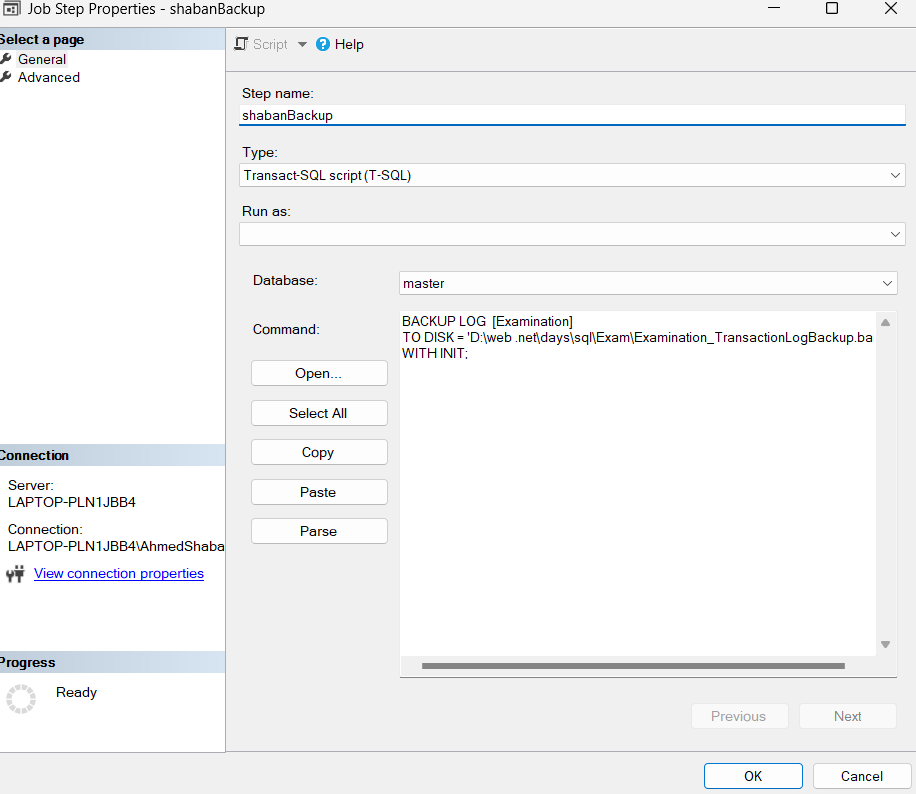 Job Step Properties - shabanBackup
Select a page
General
Advanced
Script
Help
Step name:
shabanBackup
Type:
Transact-SQL script (T-SQL)
Run as:
Database:
master
Command:
BACKUP LOG [Examination]
TO DISK = 'D:\web .net\days\sql\Exam\Examination_TransactionLogBackup.ba
WITH INIT;
Open...
Select All
Copy
Paste
Parse
Connection
Server:
LAPTOP-PLN1JBB4
Connection:
LAPTOP-PLN1JBB4\AhmedShaba
View connection properties
Progress
Ready
Previous
Next
OK
Cancel